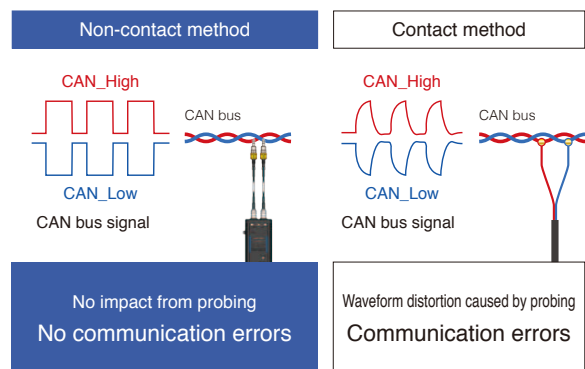 Non-contact method
CAN_High
CAN bus
CAN_Low
CAN bus signal
No impact from probing
No communication errors
Contact method
CAN_High
CAN bus
CAN_Low
CAN bus signal
Waveform distortion caused by probing
Communication errors